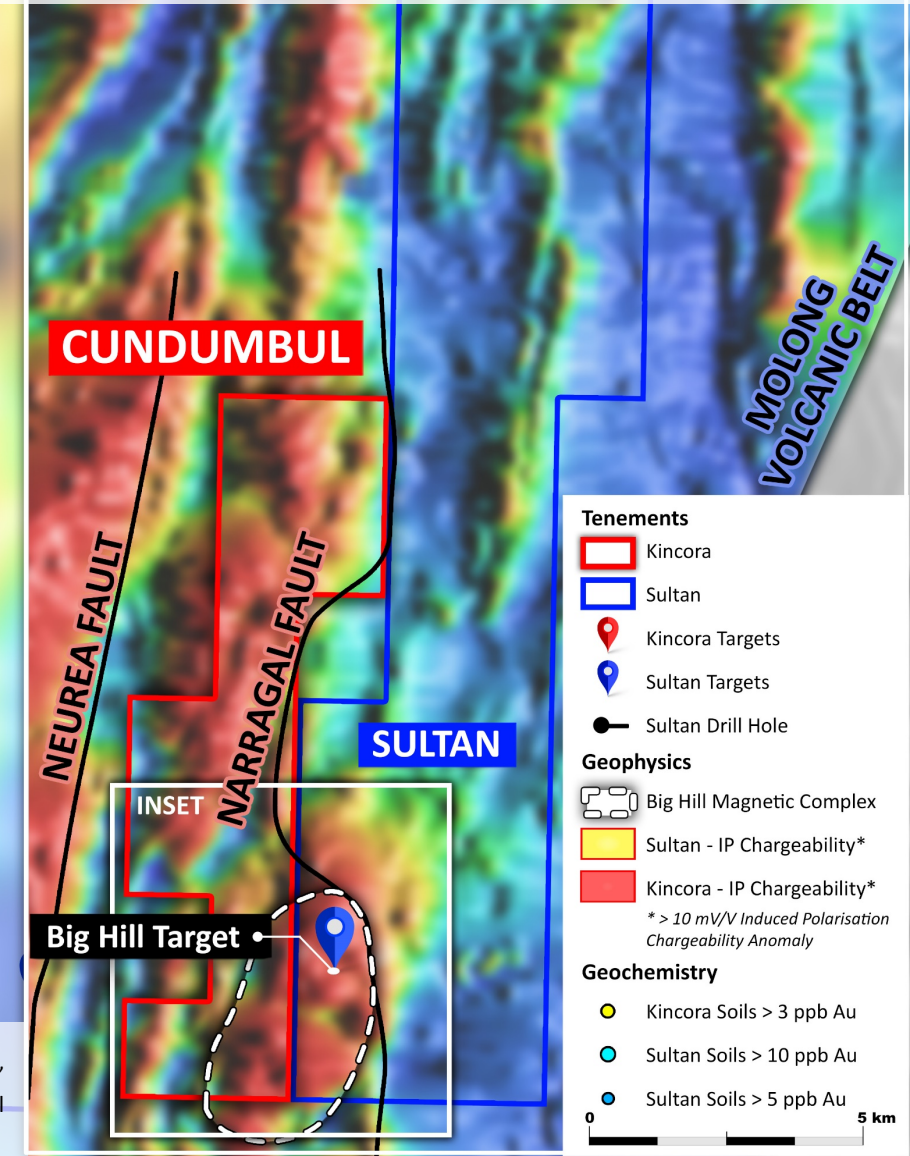 CUNDUMBUL
MOLONG
VOLCANIC BELT
NEUREA FAULT
NARRAGAL FAULT
SULTAN
INSET
Big Hill Target
Tenements
Kincora
Sultan
Kincora Targets
Sultan Targets
Sultan Drill Hole
Geophysics
Big Hill Magnetic Complex
Sultan - IP Chargeability*
Kincora - IP Chargeability*
* > 10 mV/V Induced Polarisation
Chargeability Anomaly
Geochemistry
Kincora Soils > 3 ppb Au
Sultan Soils > 10 ppb Au
Sultan Soils > 5 ppb Au
0 5 km